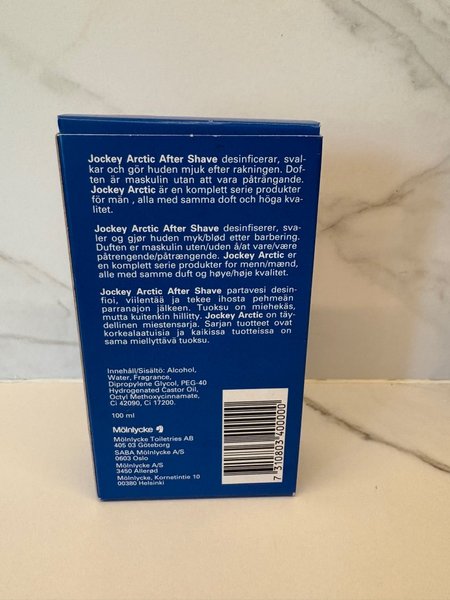 Jockey Arctic After Shave desinficerar, sval-
kar och gör huden mjuk efter rakningen. Dof-
ten är maskulin utan att vara påträngande.
Jockey Arctic är en komplett serie produkter
för män , alla med samma doft och höga kva-
litet.
Jockey Arctic After Shave desinfiserer, sva-
ler og gjør huden myk/blød etter barbering.
Duften er maskulin uten/uden å/at vare/være
påtrengende/påtrængende. Jockey Arctic er
en komplett serie produkter for menn/mænd,
alle med samme duft og høye/høje kvalitet.
Jockey Arctic After Shave partavesi desin-
fioi, viilentää ja tekee ihosta pehmeän
parranajon jälkeen. Tuoksu on miehekäs,
mutta kuitenkin hillitty. Jockey Arctic on täy-
dellinen miestensarja. Sarjan tuotteet ovat
korkealaatuisia ja kaikissa tuotteissa on
sama miellyttävä tuoksu.
Innehåll/Sisältö: Alcohol,
Water, Fragrance,
Dipropylene Glycol, PEG-40
Hydrogenated Castor Oil,
Octyl Methoxycinnamate,
Ci 42090, Ci 17200.
100 ml
Mölnlycke
Mölnlycke Toiletries AB
405 03 Göteborg
SABA Mölnlycke A/S
0603 Oslo
Mölnlycke A/S
3450 Allerød
Mölnlycke, Kornetintie 10
00380 Helsinki
7 310803 400000